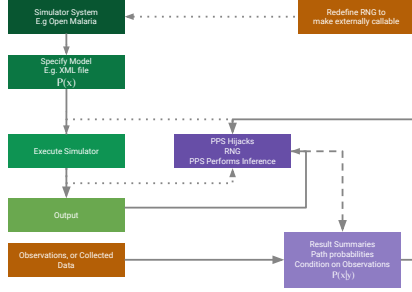 Simulator System
E.g Open Malaria
Redefine RNG to
make externally callable
Specify Model
E.g. XML file
P(x)
Execute Simulator
PPS Hijacks
RNG
PPS Performs Inference
Output
Observations, or Collected
Data
Result Summaries
Path probabilities
Condition on Observations
P(x|y)